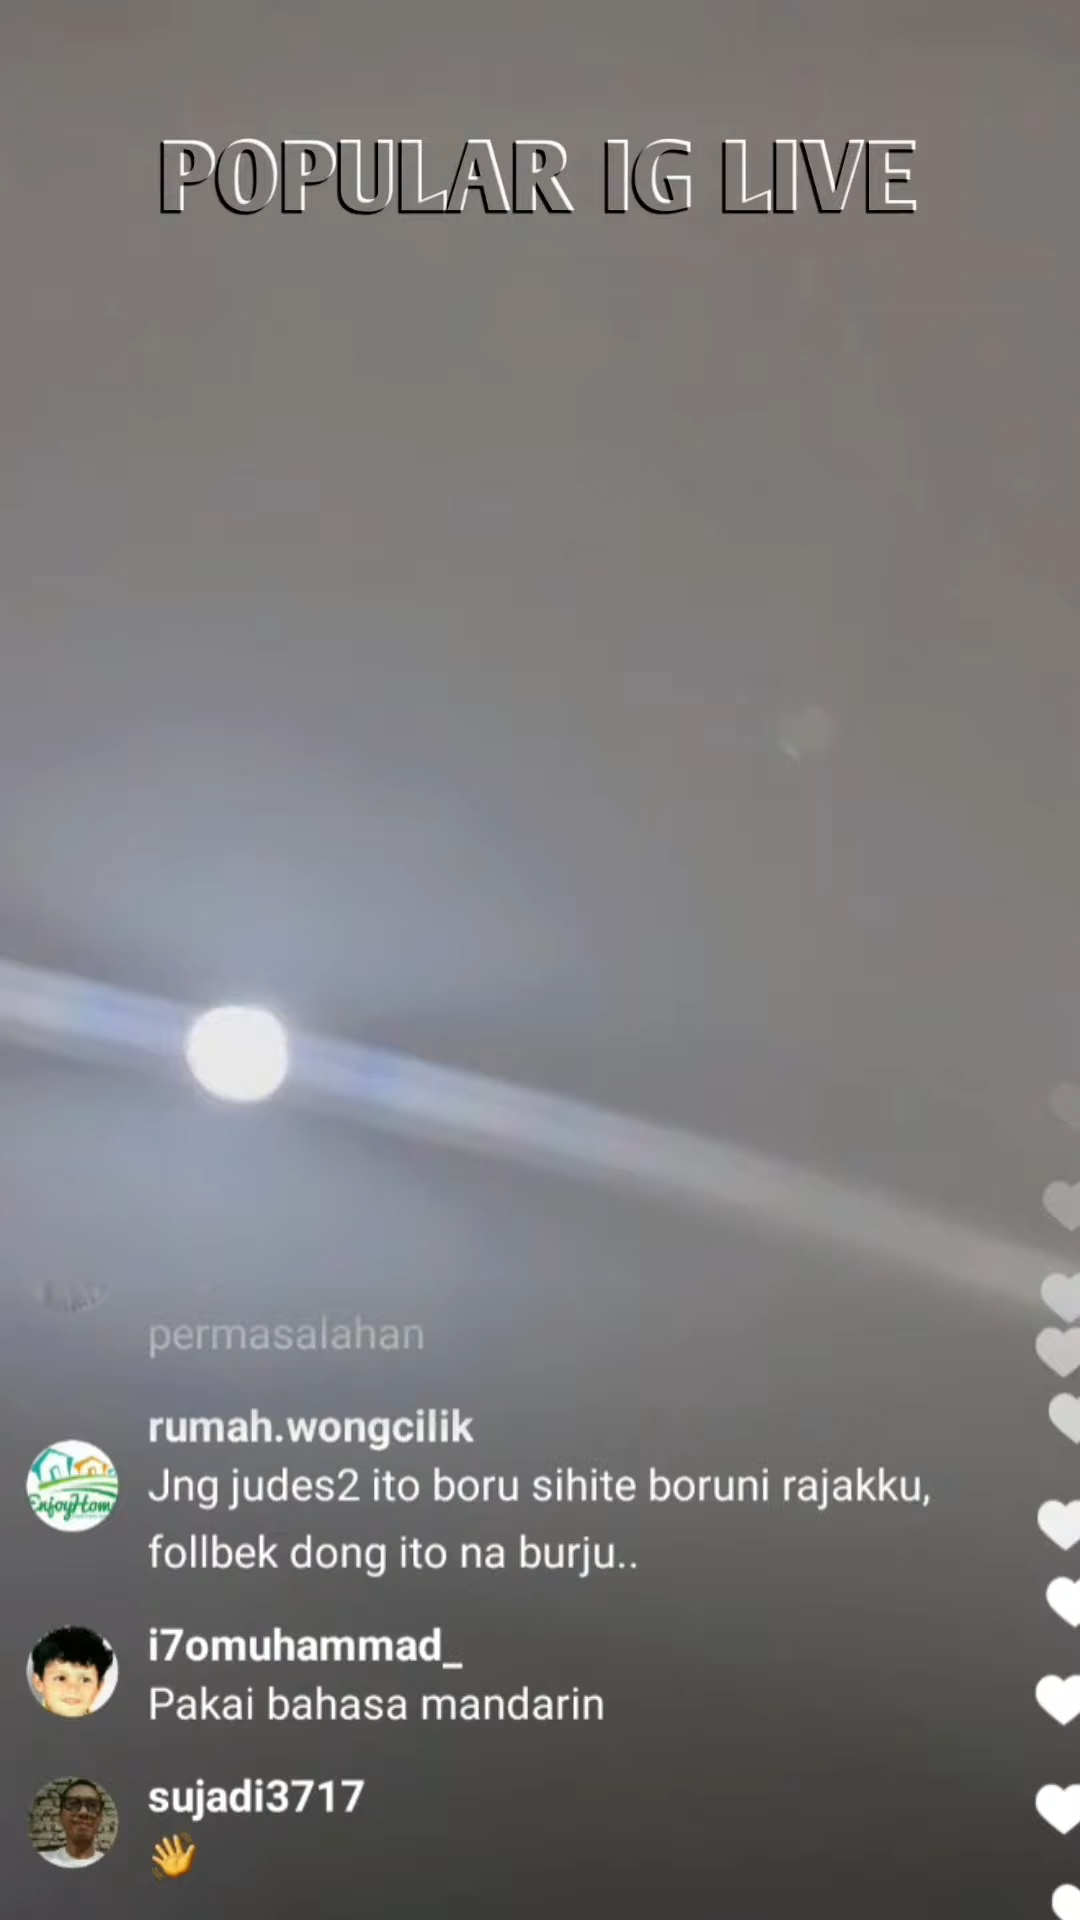 POPULAR IG LIVE
permasalahan
rumah.wongcilik
Jng judes2 ito boru sihite boruni rajakku,
follbek dong ito na burju..
EnjoyHom
i7omuhammad_
Pakai bahasa mandarin
sujadi3717
👋